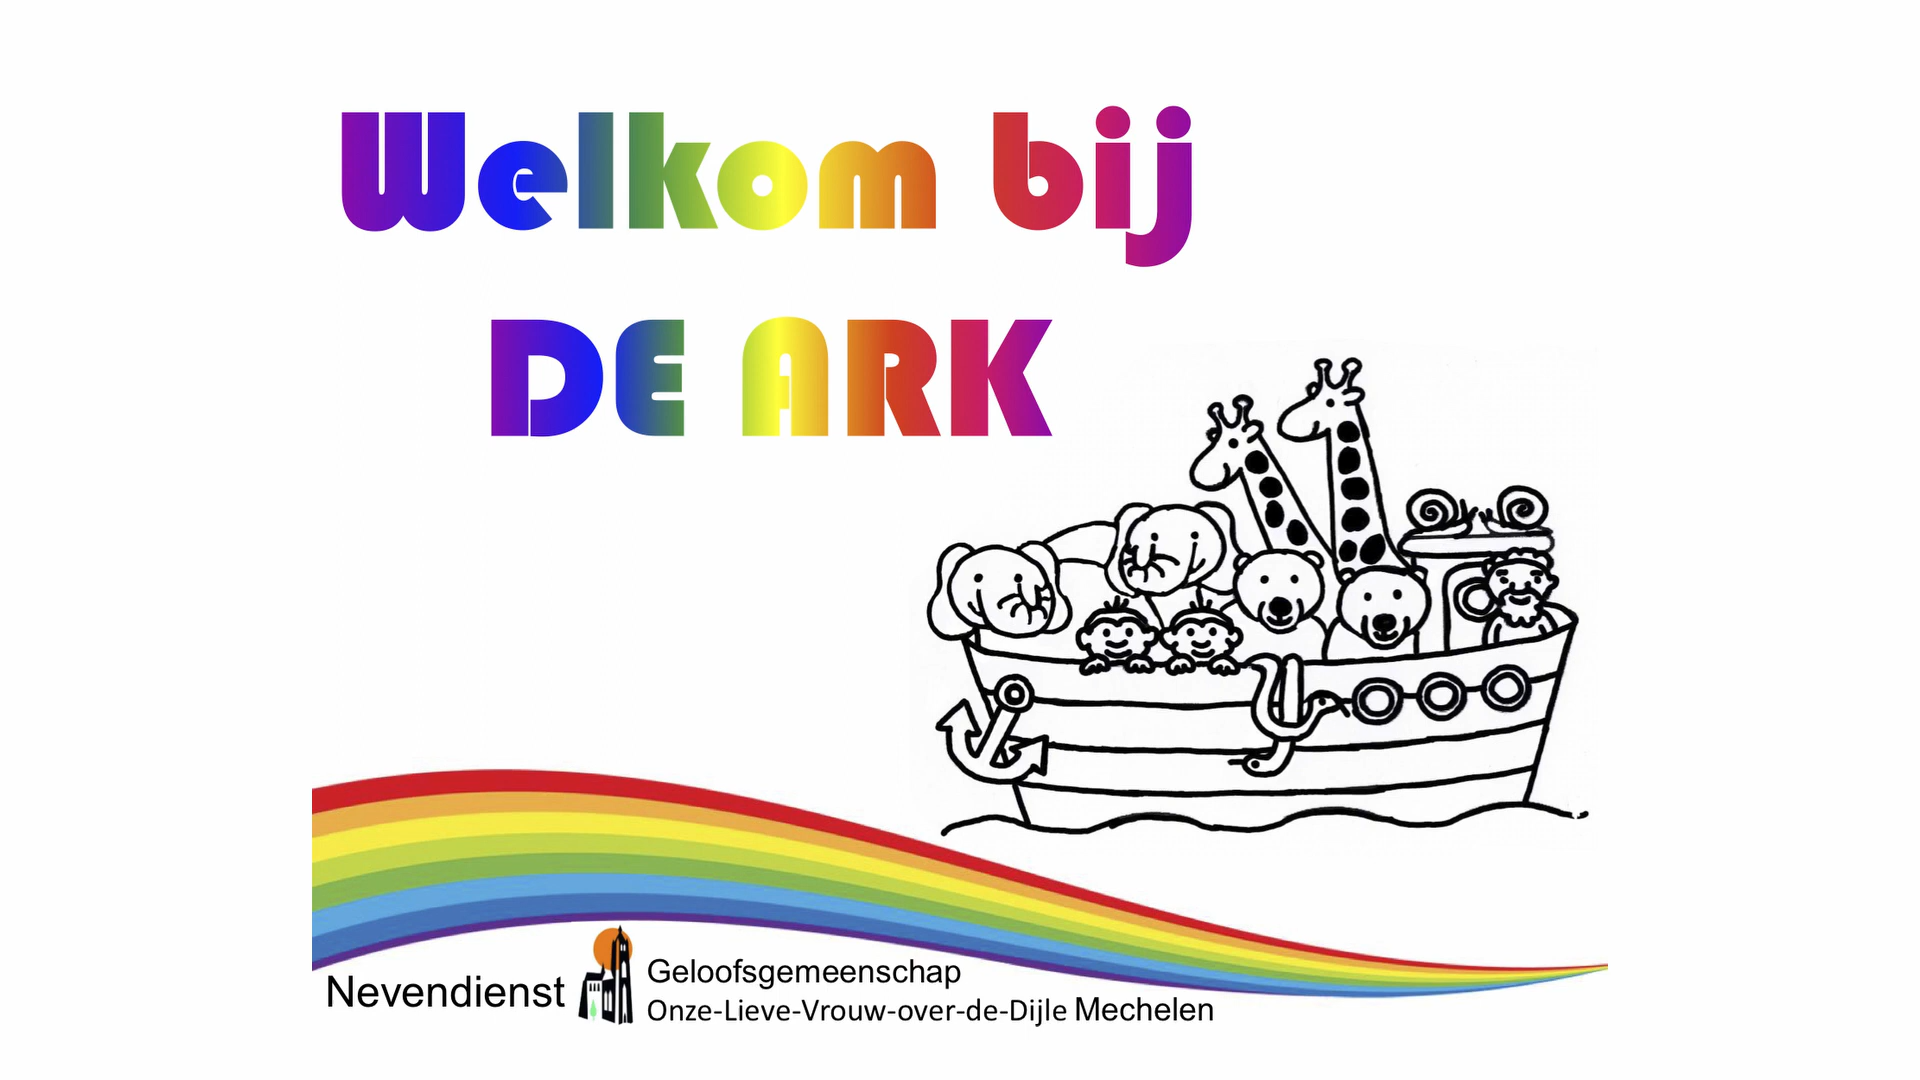 Welkom bij
DE ARK
Nevendienst
Geloofsgemeenschap
Onze-Lieve-Vrouw-over-de-Dijle Mechelen